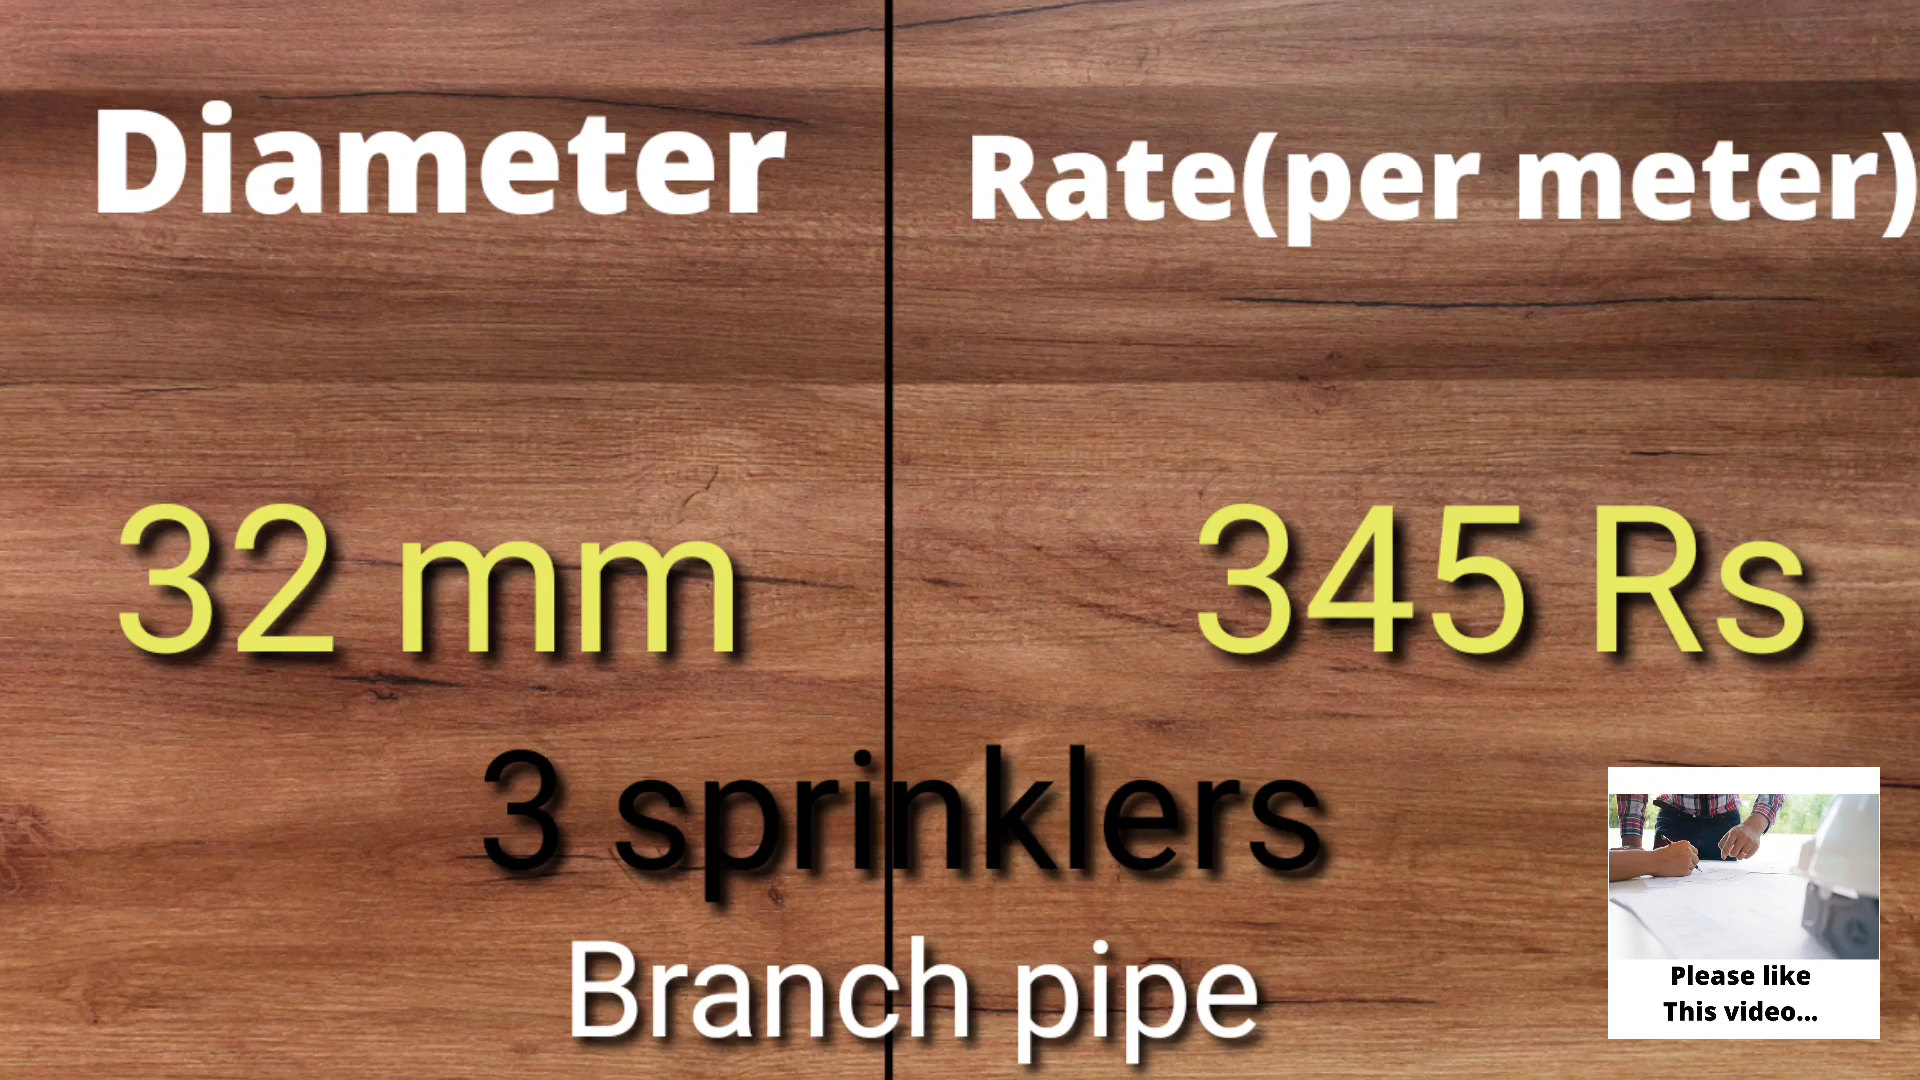 Diameter
Rate(per meter)
32 mm
345 Rs
3 sprinklers
Branch pipe
Please like
This video...